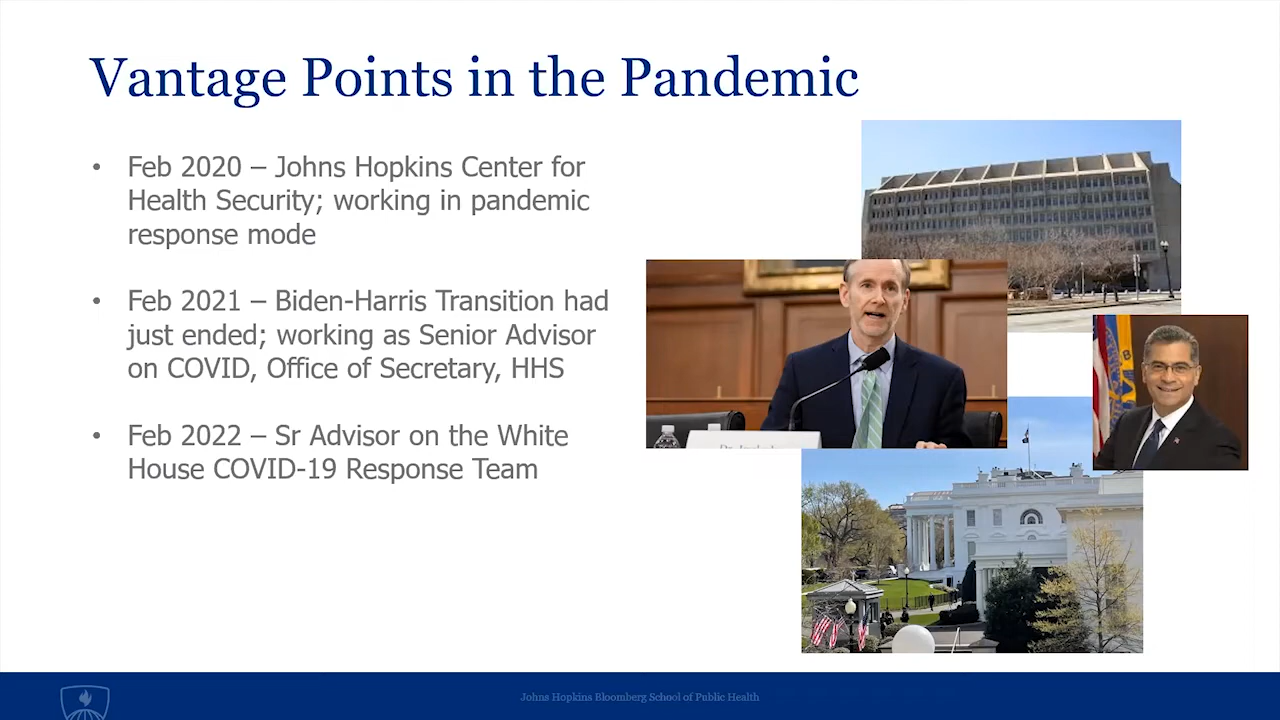 Vantage Points in the Pandemic
• Feb 2020 – Johns Hopkins Center for
Health Security; working in pandemic
response mode
• Feb 2021 – Biden-Harris Transition had
just ended; working as Senior Advisor
on COVID, Office of Secretary, HHS
• Feb 2022 – Sr Advisor on the White
House COVID-19 Response Team
Johns Hopkins Bloomberg School of Public Health